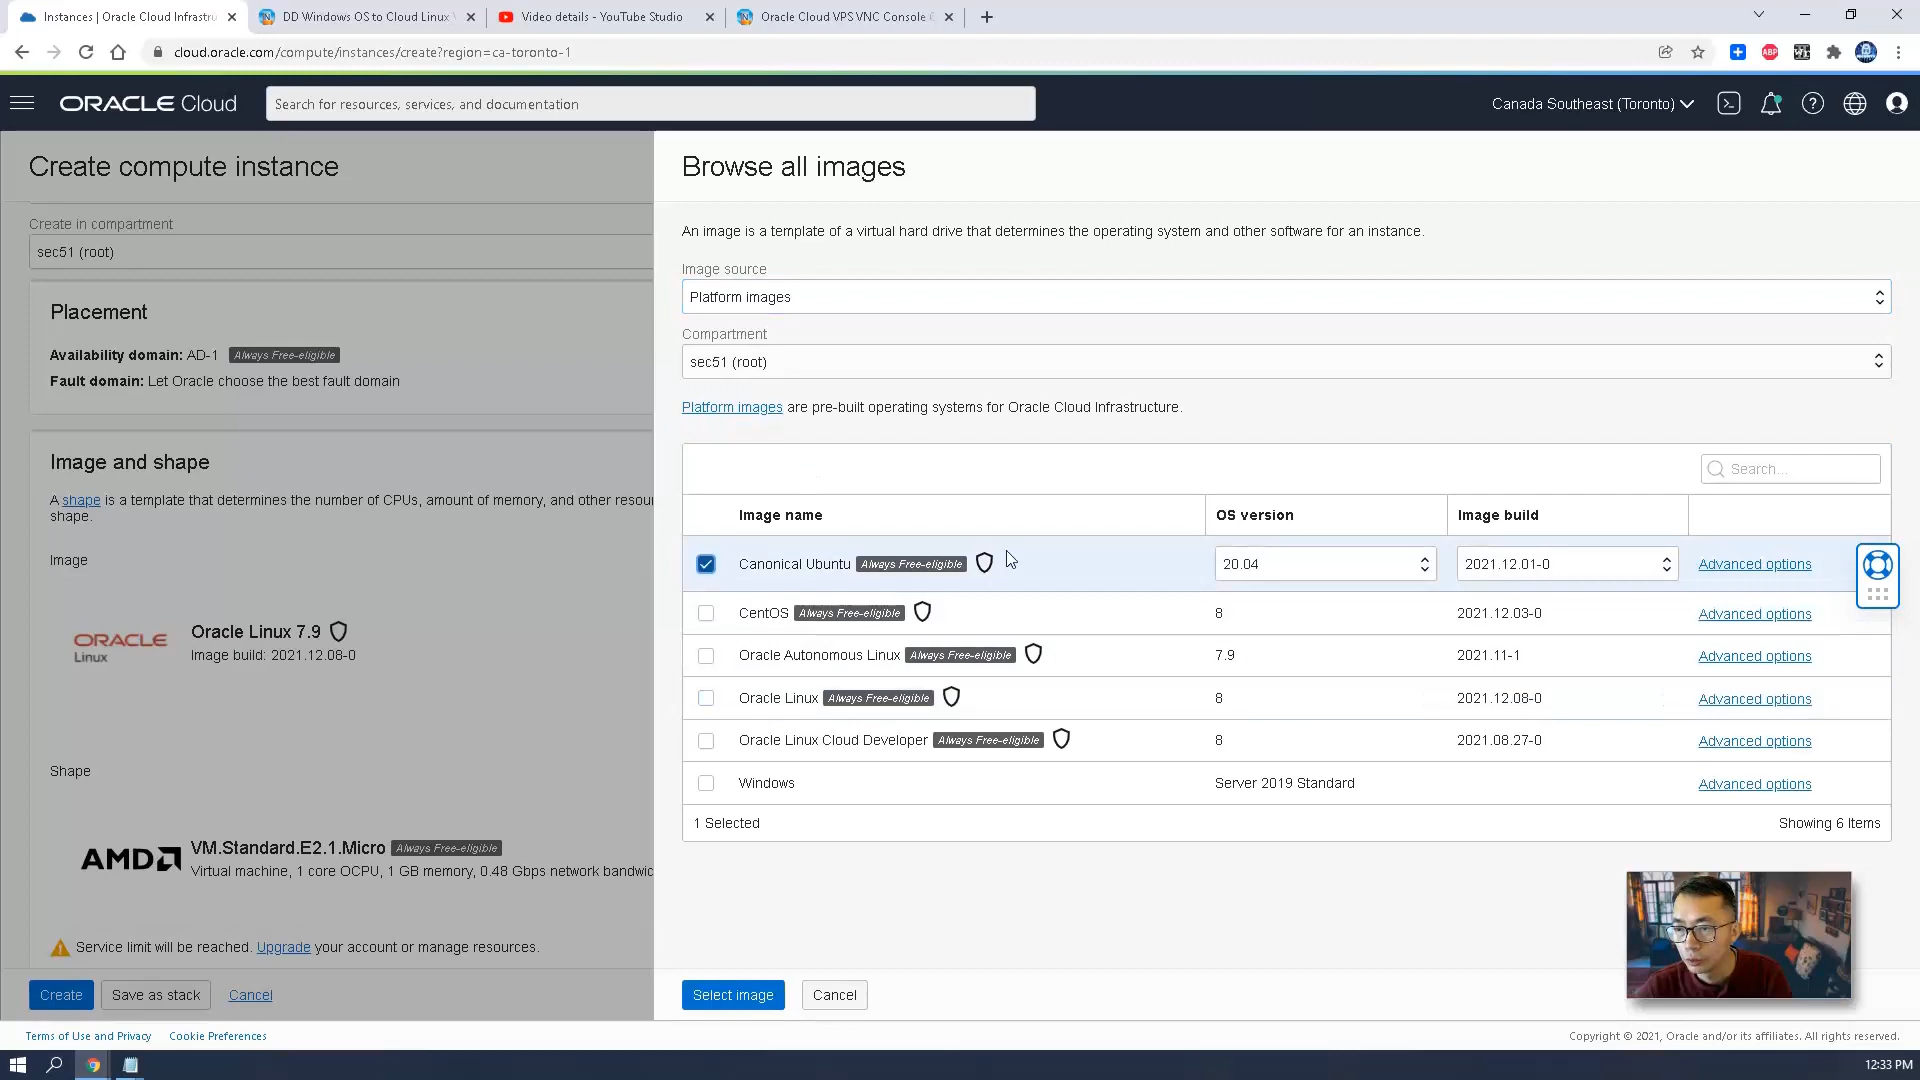 Instances | Oracle Cloud Infrastru
DD Windows OS to Cloud Linux
Video details - YouTube Studio
Oracle Cloud VPS VNC Console
cloud.oracle.com/compute/instances/create?region=ca-toronto-1
ABP
ORACLE Cloud
Search for resources, services, and documentation
Canada Southeast (Toronto)
Create compute instance
Create in compartment
sec51 (root)
Placement
Availability domain: AD-1 Always Free-eligible
Fault domain: Let Oracle choose the best fault domain
Image and shape
A shape is a template that determines the number of CPUs, amount of memory, and other resou
shape.
Image
ORACLE
Linux
Oracle Linux 7.9
Image build: 2021.12.08-0
Shape
AMD
VM.Standard.E2.1.Micro Always Free-eligible
Virtual machine, 1 core OCPU, 1 GB memory, 0.48 Gbps network bandwic
Service limit will be reached. Upgrade your account or manage resources.
Create Save as stack Cancel
Browse all images
An image is a template of a virtual hard drive that determines the operating system and other software for an instance.
Image source
Platform images
Compartment
sec51 (root)
Platform images are pre-built operating systems for Oracle Cloud Infrastructure.
Search...
Image name OS version Image build
Canonical Ubuntu Always Free-eligible 20.04 2021.12.01-0 Advanced options
CentOS Always Free-eligible 8 2021.12.03-0 Advanced options
Oracle Autonomous Linux Always Free-eligible 7.9 2021.11-1 Advanced options
Oracle Linux Always Free-eligible 8 2021.12.08-0 Advanced options
Oracle Linux Cloud Developer Always Free-eligible 8 2021.08.27-0 Advanced options
Windows Server 2019 Standard Advanced options
1 Selected Showing 6 Items
Select image Cancel
Terms of Use and Privacy Cookie Preferences
Copyright © 2021, Oracle and/or its affiliates. All rights reserved.
12:33 PM